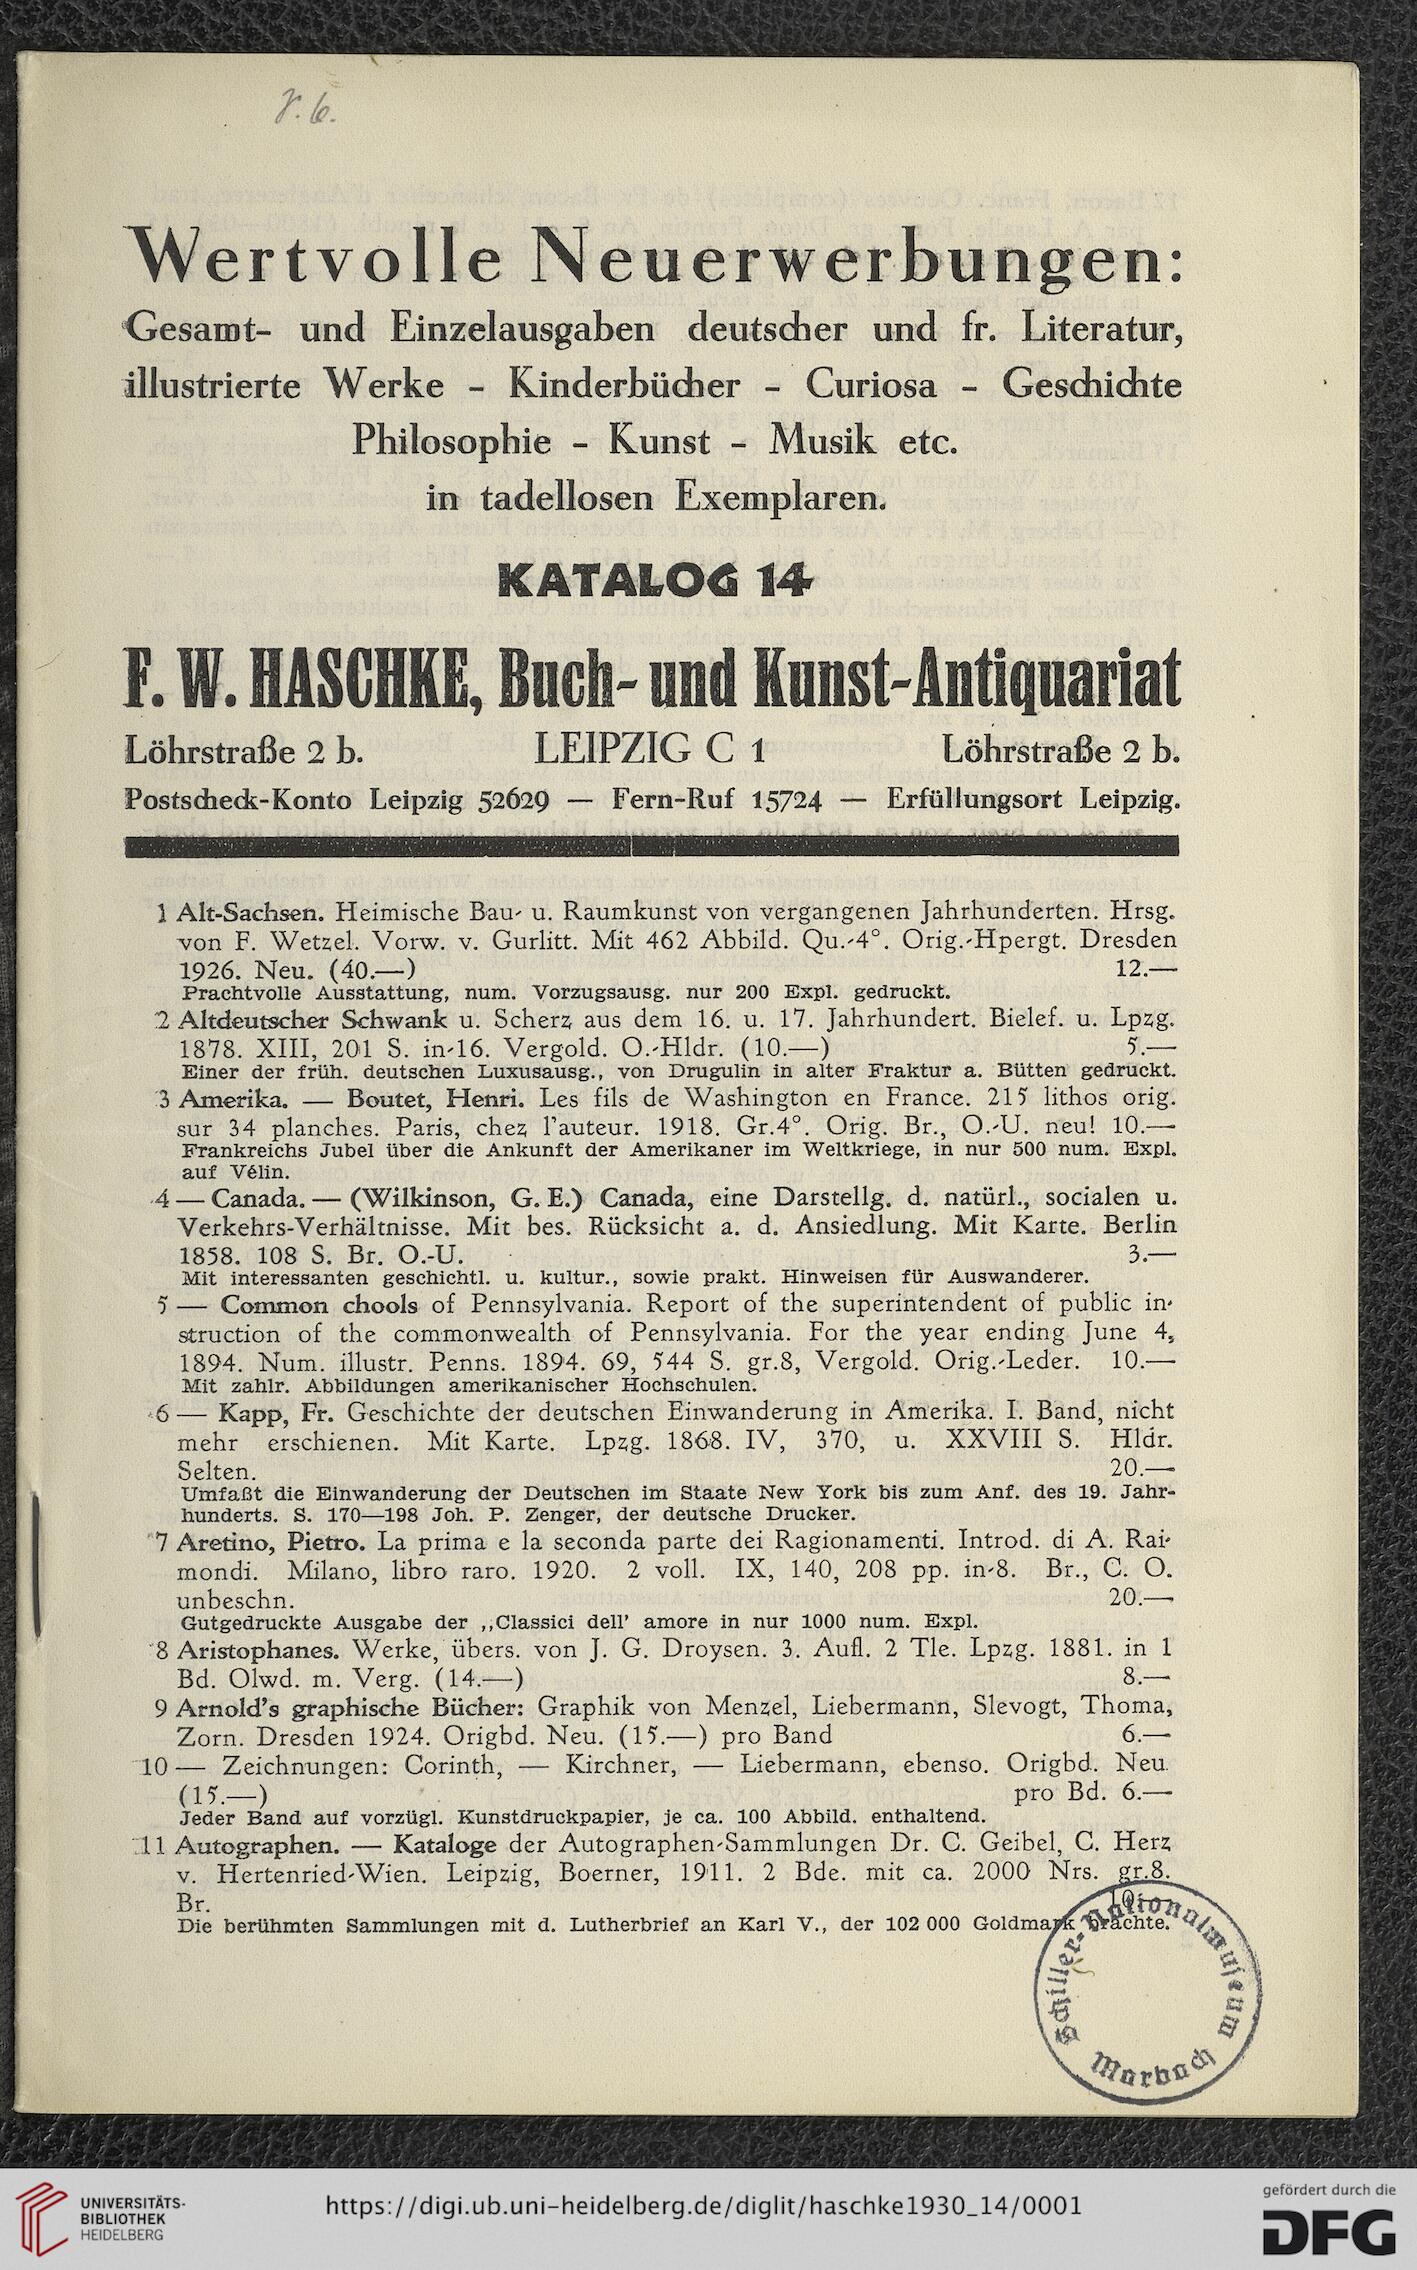 r. 6.
Wertvolle Neuerwerbungen:
Gesamt- und Einzelausgaben deutscher und fr. Literatur,
illustrierte Werke - Kinderbücher - Curiosa - Geschichte
Philosophie - Kunst - Musik etc.
in tadellosen Exemplaren.
KATALOG 14
F. W. HASCHKE, Buch- und Kunst-Antiquariat
Löhrstraße 2 b. LEIPZIG C 1 Löhrstraße 2 b.
Postscheck-Konto Leipzig 52629 — Fern-Ruf 15724 — Erfüllungsort Leipzig.
1 Alt-Sachsen. Heimische Bau- u. Raumkunst von vergangenen Jahrhunderten. Hrsg.
von F. Wetzel. Vorw. v. Gurlitt. Mit 462 Abbild. Qu.-4°. Orig.-Hpergt. Dresden
1926. Neu. (40.—) 12.—
Prachtvolle Ausstattung, num. Vorzugsausg. nur 200 Expl. gedruckt.
2 Altdeutscher Schwank u. Scherz aus dem 16. u. 17. Jahrhundert. Bielef. u. Lpzg.
1878. XIII, 201 S. in-16. Vergold. O.-Hldr. (10.—) 5.—
Einer der früh. deutschen Luxusausg., von Drugulin in alter Fraktur a. Bütten gedruckt.
3 Amerika. — Boutet, Henri. Les fils de Washington en France. 215 lithos orig.
sur 34 planches. Paris, chez l'auteur. 1918. Gr.4°. Orig. Br., O.-U. neu! 10.—
Frankreichs Jubel über die Ankunft der Amerikaner im Weltkriege, in nur 500 num. Expl.
auf Vélin.
4 — Canada. — (Wilkinson, G. E.) Canada, eine Darstellg. d. natürl., socialen u.
Verkehrs-Verhältnisse. Mit bes. Rücksicht a. d. Ansiedlung. Mit Karte. Berlin
1858. 108 S. Br. O.-U. 3.—
Mit interessanten geschichtl. u. kultur., sowie prakt. Hinweisen für Auswanderer.
5 — Common chools of Pennsylvania. Report of the superintendent of public in-
struction of the commonwealth of Pennsylvania. For the year ending June 4,
1894. Num. illustr. Penns. 1894. 69, 544 S. gr.8, Vergold. Orig.-Leder. 10.—
Mit zahlr. Abbildungen amerikanischer Hochschulen.
6 — Kapp, Fr. Geschichte der deutschen Einwanderung in Amerika. I. Band, nicht
mehr erschienen. Mit Karte. Lpzg. 1868. IV, 370, u. XXVIII S. Hldr.
Selten. 20.—
Umfaßt die Einwanderung der Deutschen im Staate New York bis zum Anf. des 19. Jahr-
hunderts. S. 170—198 Joh. P. Zenger, der deutsche Drucker.
7 Aretino, Pietro. La prima e la seconda parte dei Ragionamenti. Introd. di A. Rai-
mondi. Milano, libro raro. 1920. 2 voll. IX, 140, 208 pp. in-8. Br., C. O.
unbeschn. 20.—
Gutgedruckte Ausgabe der ,,Classici dell' amore in nur 1000 num. Expl.
8 Aristophanes. Werke, übers. von J. G. Droysen. 3. Aufl. 2 Tle. Lpzg. 1881. in 1
Bd. Olwd. m. Verg. (14.—) 8.—
9 Arnold's graphische Bücher: Graphik von Menzel, Liebermann, Slevogt, Thoma,
Zorn. Dresden 1924. Origbd. Neu. (15.—) pro Band 6.—
10 — Zeichnungen: Corinth, — Kirchner, — Liebermann, ebenso. Origbd. Neu.
(15.—) pro Bd. 6.—
Jeder Band auf vorzügl. Kunstdruckpapier, je ca. 100 Abbild. enthaltend.
11 Autographen. — Kataloge der Autographen-Sammlungen Dr. C. Geibel, C. Herz
v. Hertenried-Wien. Leipzig, Boerner, 1911. 2 Bde. mit ca. 2000 Nrs. gr.8.
Br. 10.—
Die berühmten Sammlungen mit d. Lutherbrief an Karl V., der 102 000 Goldmark brachte.
Schiller-Nationalmuseum
Marbach
UNIVERSITÄTS-
BIBLIOTHEK
HEIDELBERG
https://digi.ub.uni-heidelberg.de/diglit/haschke1930_14/0001
gefördert durch die
DFG